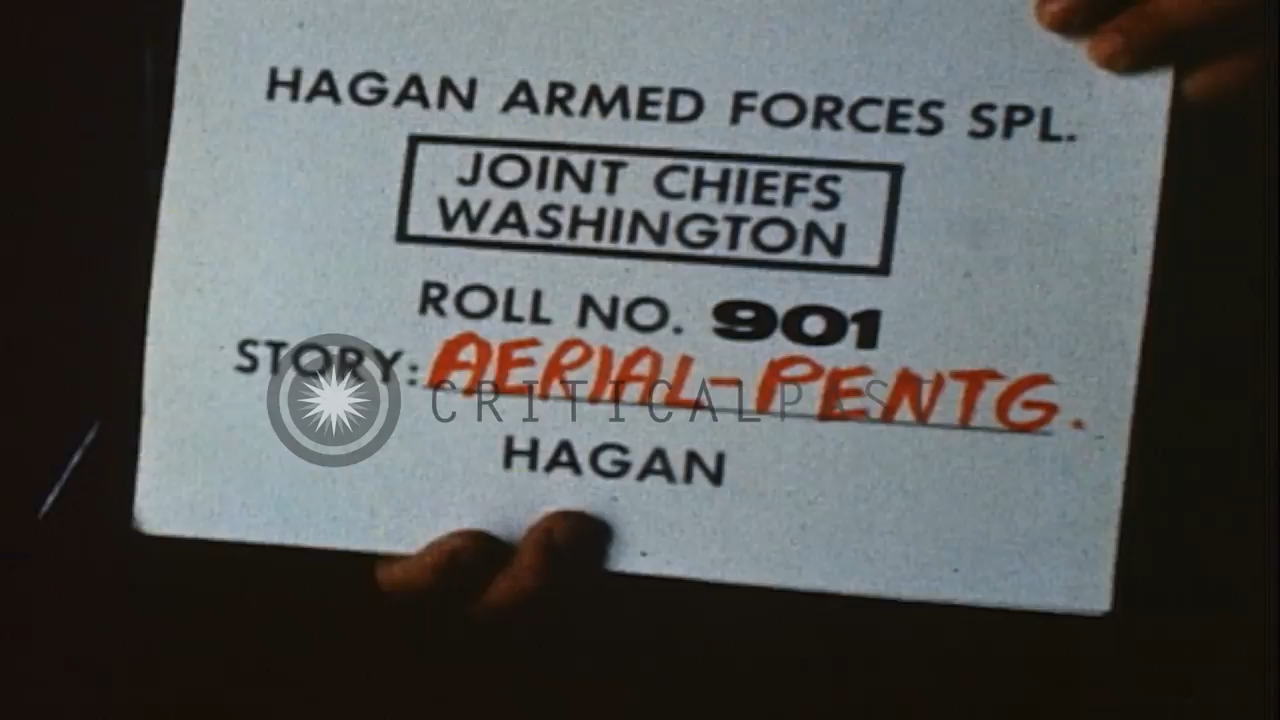 HAGAN ARMED FORCES SPL.
JOINT CHIEFS
WASHINGTON
ROLL NO. 901
STORY: AERIAL-PENTG.
CRITICALPAST
HAGAN